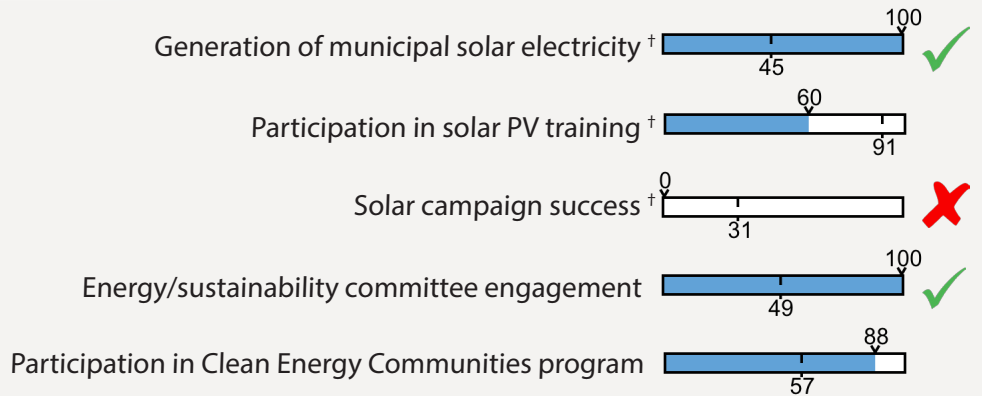 100
Generation of municipal solar electricity †
45
60
Participation in solar PV training †
91
0
Solar campaign success †
31
100
Energy/sustainability committee engagement
49
88
Participation in Clean Energy Communities program
57